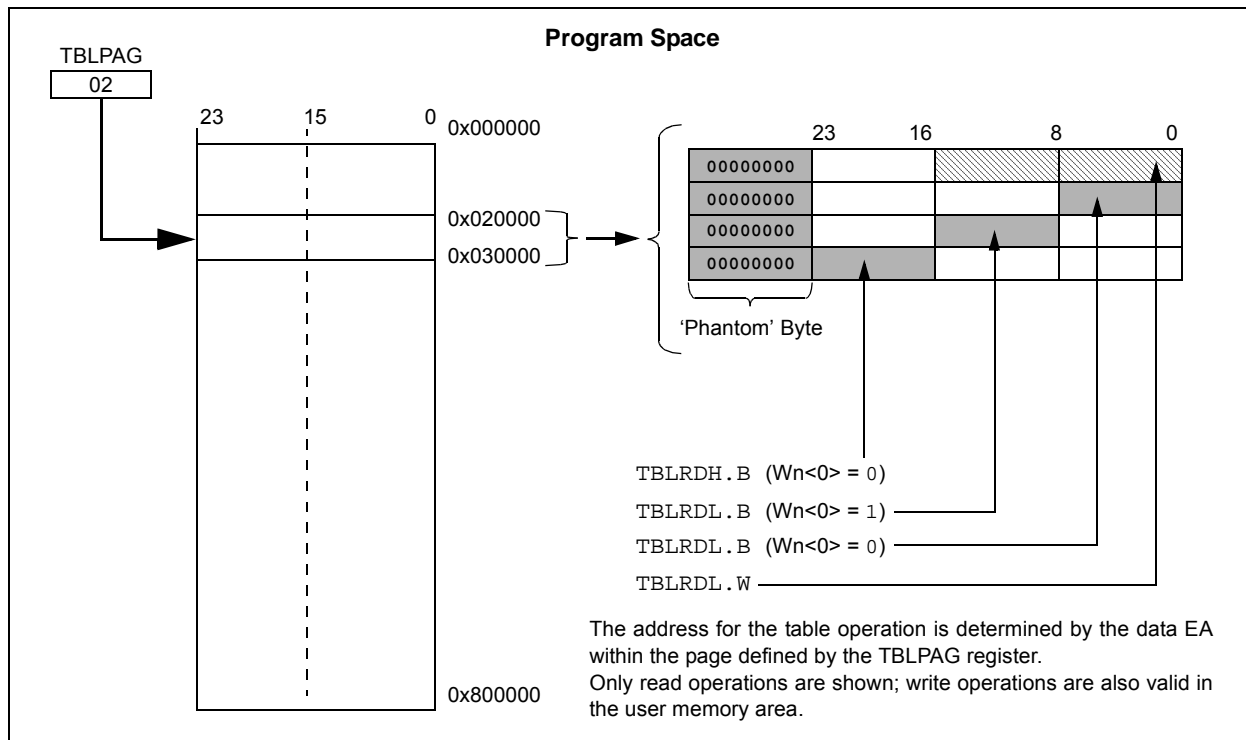 Program Space
TBLPAG
02
23 15 0
0x000000
0x020000
0x030000
0x800000
23 16 8 0
00000000
00000000
00000000
00000000
‘Phantom’ Byte
TBLRDH.B (Wn<0> = 0)
TBLRDL.B (Wn<0> = 1)
TBLRDL.B (Wn<0> = 0)
TBLRDL.W
The address for the table operation is determined by the data EA
within the page defined by the TBLPAG register.
Only read operations are shown; write operations are also valid in
the user memory area.